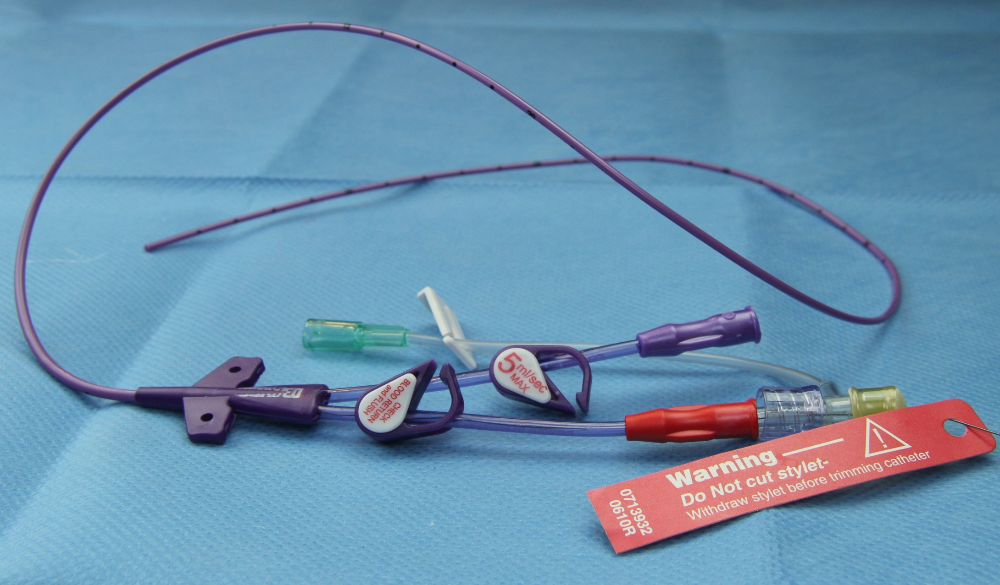 20
5
ml/sec
MAX
CHECK
BLOOD RETURN
and FLUSH
Warning
!
Do Not cut stylet-
Withdraw stylet before trimming catheter
0713932
0610R